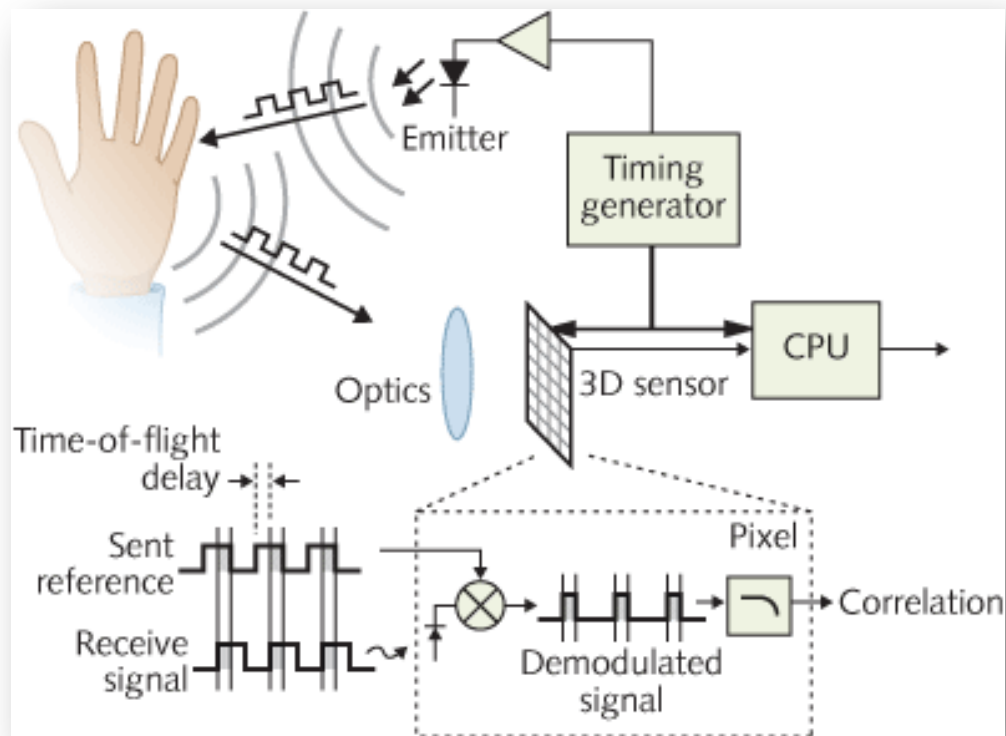 Emitter
Timing
generator
CPU
3D sensor
Optics
Time-of-flight
delay
Sent
reference
Receive
signal
Pixel
Demodulated
signal
Correlation